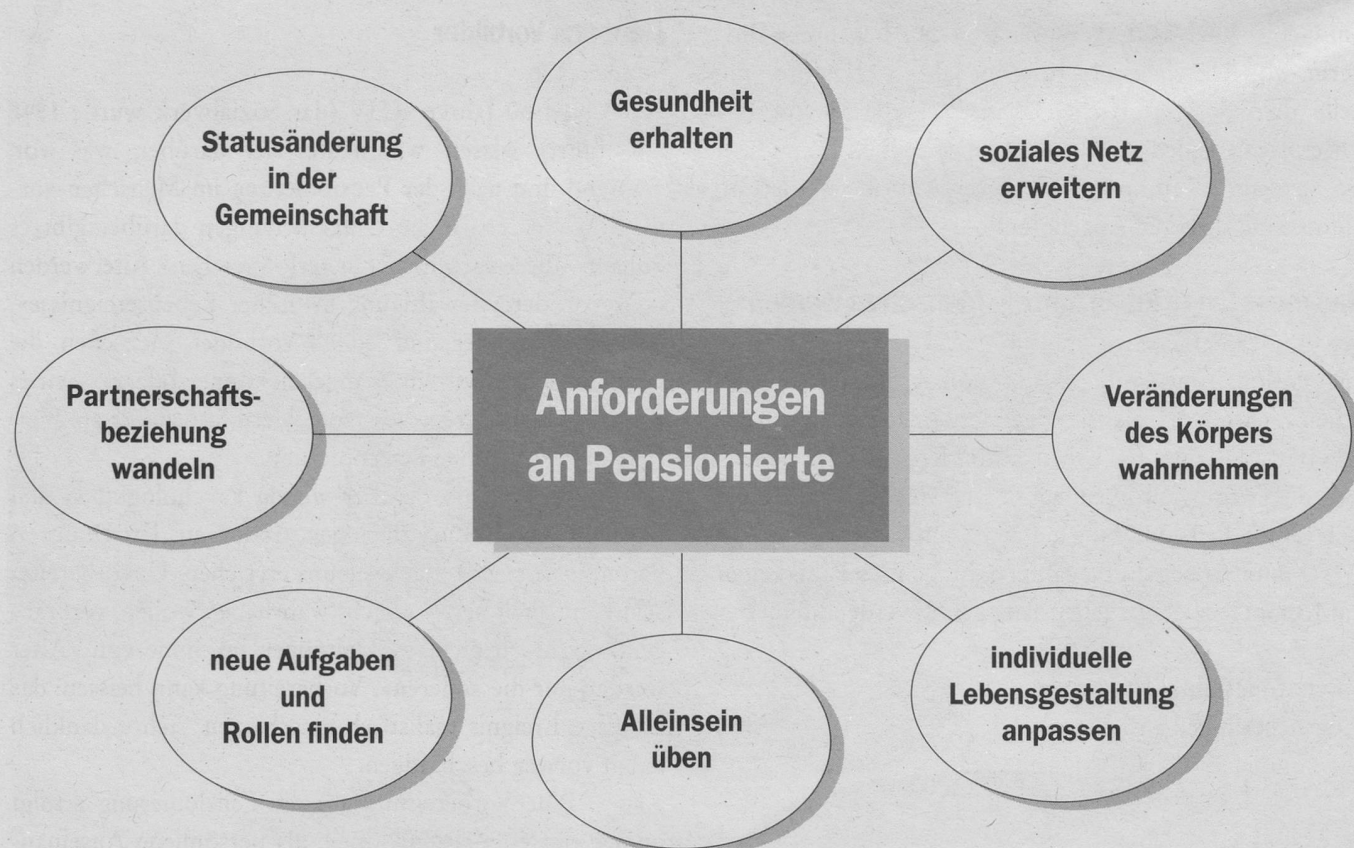 Gesundheit
erhalten
Statusänderung
in der
Gemeinschaft
soziales Netz
erweitern
Partnerschafts-
beziehung
wandeln
Anforderungen
an Pensionierte
Veränderungen
des Körpers
wahrnehmen
neue Aufgaben
und
Rollen finden
Alleinsein
üben
individuelle
Lebensgestaltung
anpassen